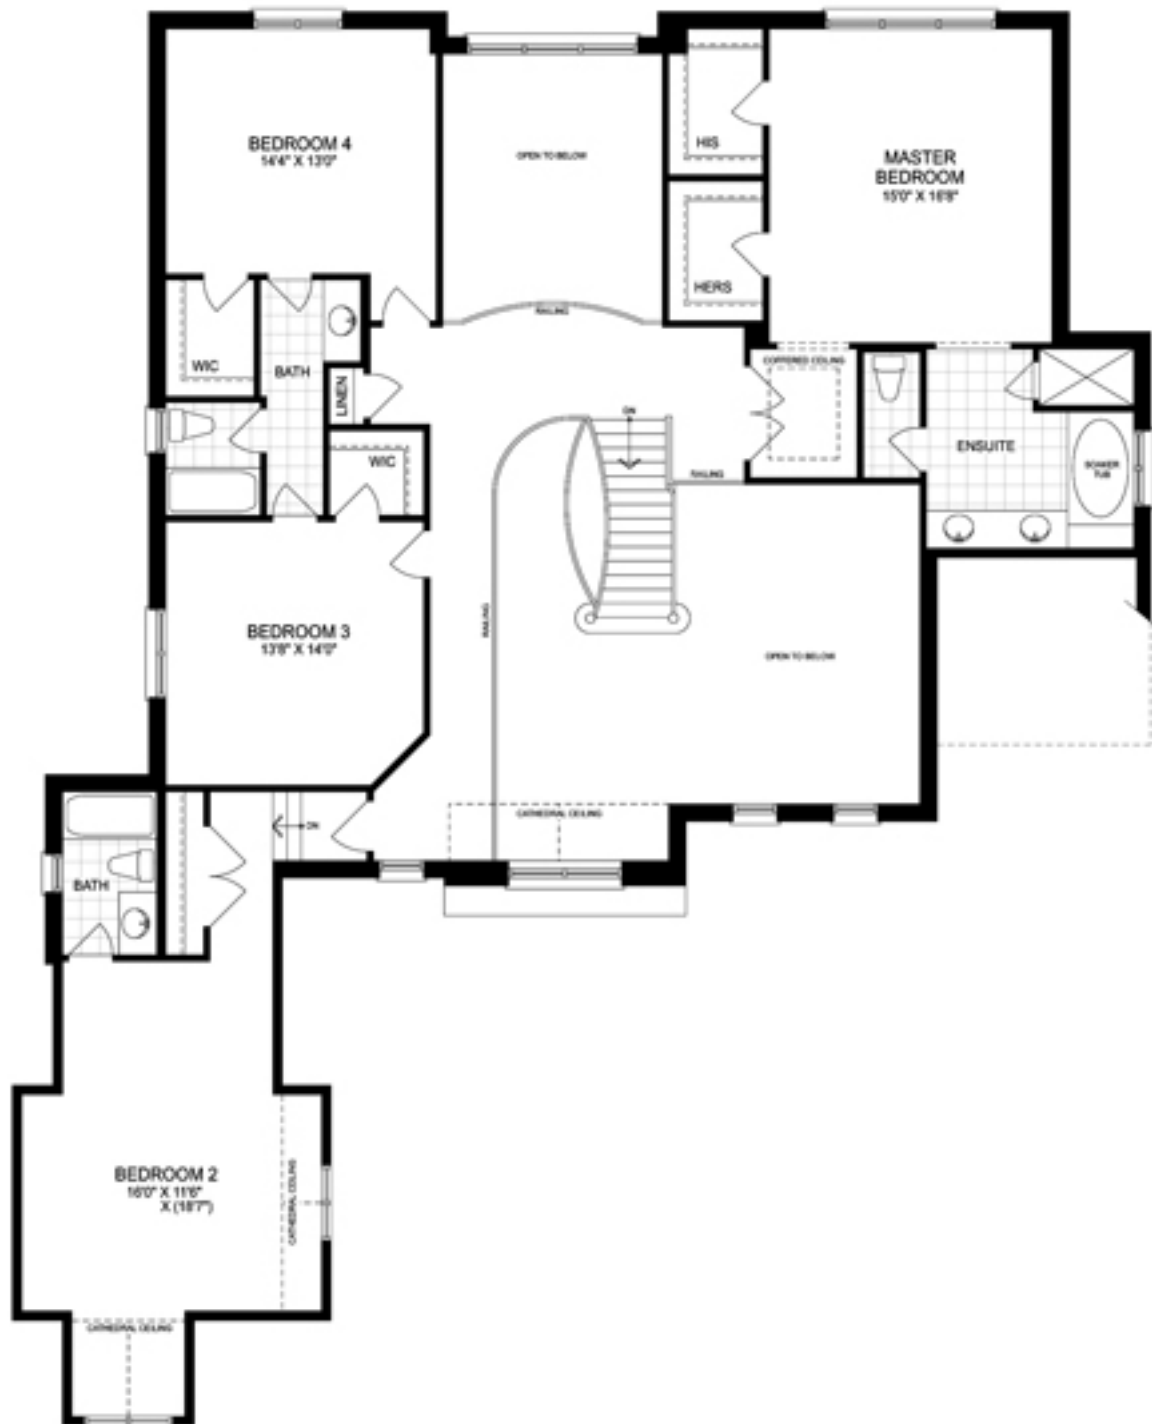 BEDROOM 4
14'4" X 13'0"
OPEN TO BELOW
HIS
MASTER
BEDROOM
15'0" X 16'8"
HERS
RAILING
WIC
BATH
LINEN
COFFERED CEILING
DN
WIC
ENSUITE
SOAKER
TUB
RAILING
RAILING
BEDROOM 3
13'8" X 14'0"
OPEN TO BELOW
CATHEDRAL CEILING
DN
BATH
BEDROOM 2
16'0" X 11'6"
X (18'7")
CATHEDRAL CEILING
CATHEDRAL CEILING